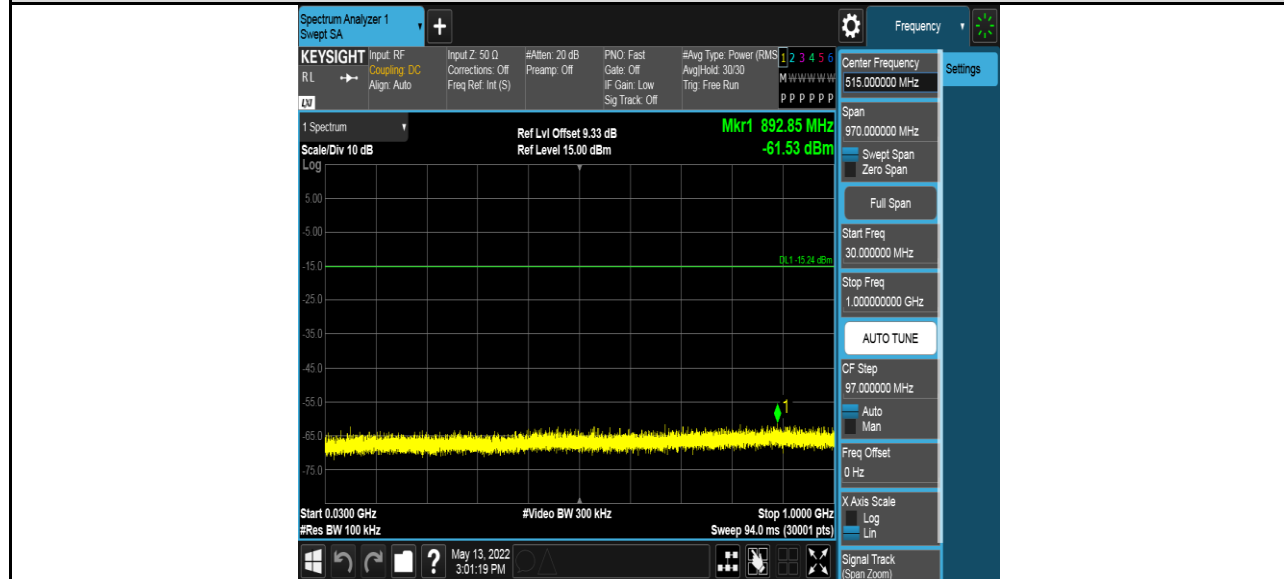 Spectrum Analyzer 1
Swept SA
+
Frequency
KEYSIGHT
R L
LXI
Input: RF
Coupling: DC
Align: Auto
Input Z: 50 Ω
Corrections: Off
Freq Ref: Int (S)
#Atten: 20 dB
Preamp: Off
PNO: Fast
Gate: Off
IF Gain: Low
Sig Track: Off
#Avg Type: Power (RMS
Avg|Hold: 30/30
Trig: Free Run
1 2 3 4 5 6
M W W W W W
P P P P P P
1 Spectrum
Scale/Div 10 dB
Ref Lvl Offset 9.33 dB
Ref Level 15.00 dBm
Mkr1 892.85 MHz
-61.53 dBm
Log
5.00
-5.00
-15.0
DL1 -15.24 dBm
-25.0
-35.0
-45.0
-55.0
1
-65.0
-75.0
Start 0.0300 GHz
#Res BW 100 kHz
#Video BW 300 kHz
Stop 1.0000 GHz
Sweep 94.0 ms (30001 pts)
?
May 13, 2022
3:01:19 PM
Center Frequency
515.000000 MHz
Settings
Span
970.000000 MHz
Swept Span
Zero Span
Full Span
Start Freq
30.000000 MHz
Stop Freq
1.000000000 GHz
AUTO TUNE
CF Step
97.000000 MHz
Auto
Man
Freq Offset
0 Hz
X Axis Scale
Log
Lin
Signal Track
(Span Zoom)